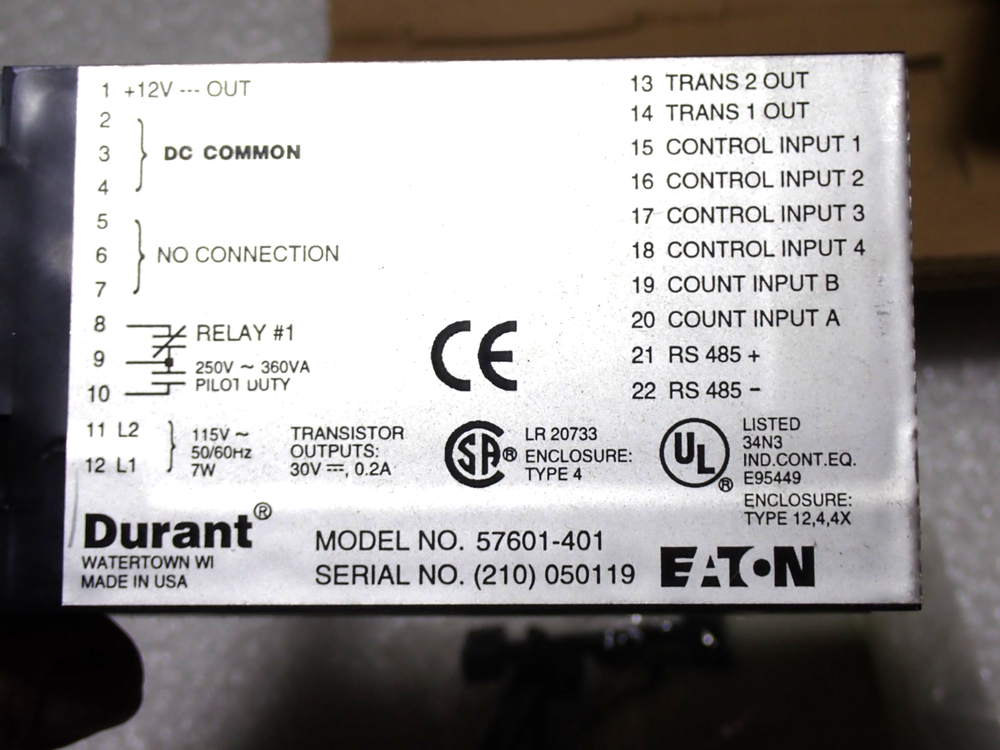 1 +12V --- OUT
2
3 DC COMMON
4
5
6 NO CONNECTION
7
8
RELAY #1
9
250V ~ 360VA
PILOT DUTY
10
11 L2
12 L1
115V ~
50/60Hz
7W
TRANSISTOR
OUTPUTS:
30V ⎓, 0.2A
13 TRANS 2 OUT
14 TRANS 1 OUT
15 CONTROL INPUT 1
16 CONTROL INPUT 2
17 CONTROL INPUT 3
18 CONTROL INPUT 4
19 COUNT INPUT B
20 COUNT INPUT A
21 RS 485 +
22 RS 485 −
CE
SA®
LR 20733
ENCLOSURE:
TYPE 4
UL®
LISTED
34N3
IND.CONT.EQ.
E95449
ENCLOSURE:
TYPE 12,4,4X
Durant®
WATERTOWN WI
MADE IN USA
MODEL NO. 57601-401
SERIAL NO. (210) 050119
EATON